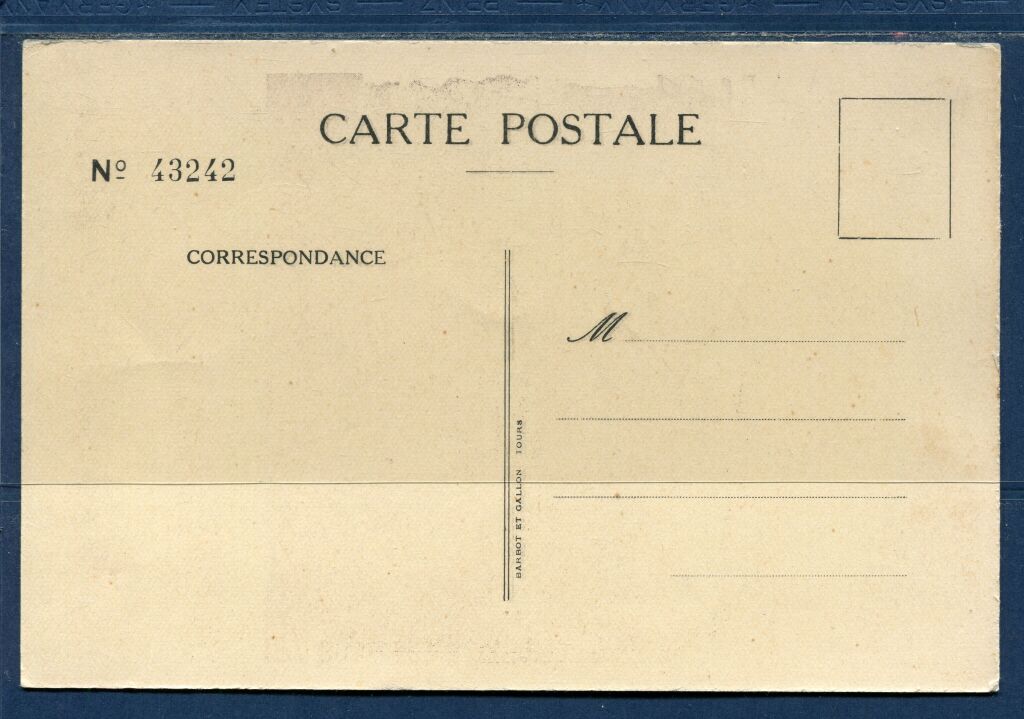 CARTE POSTALE
Nº 43242
CORRESPONDANCE
M
BARBOT ET GALLON TOURS